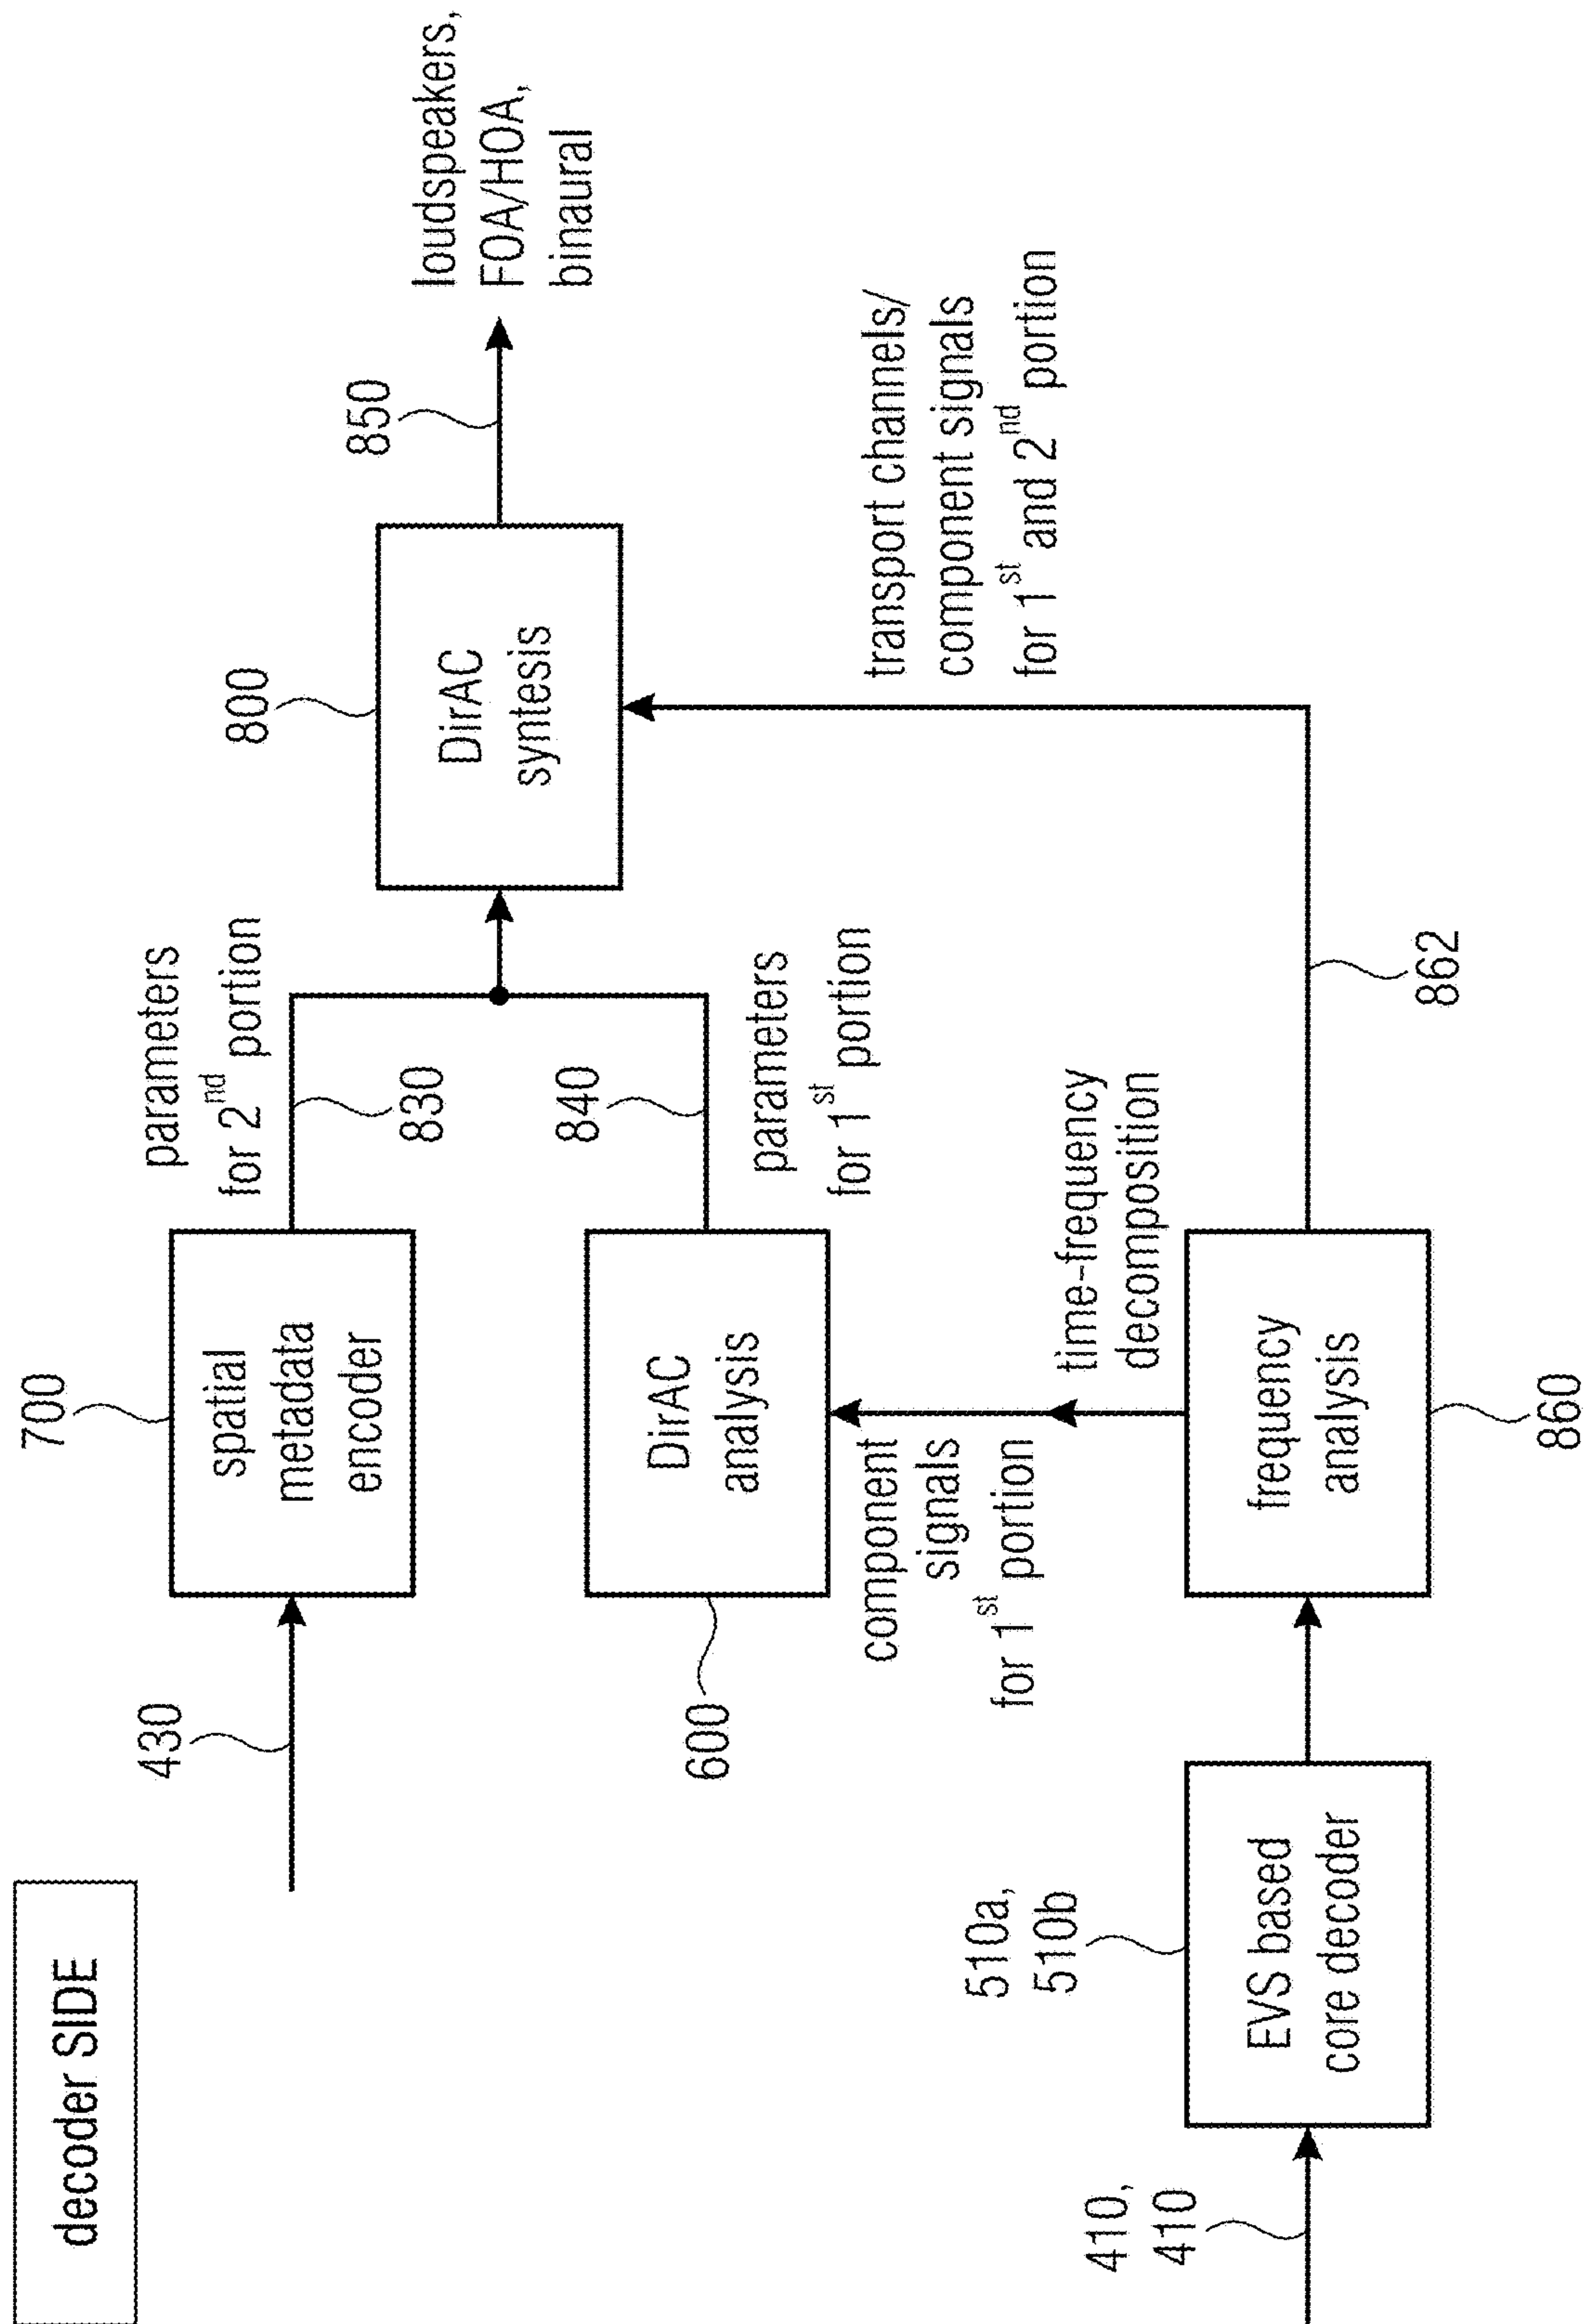 decoder SIDE
430
700
spatial
metadata
encoder
parameters
for 2nd portion
830
840
parameters
for 1st portion
600
DirAC
analysis
800
DirAC
syntesis
850
loudspeakers,
FOA/HOA,
binaural
component
signals
for 1st portion
time-frequency
decomposition
transport channels/
component signals
for 1st and 2nd portion
410,
410
510a,
510b
EVS based
core decoder
frequency
analysis
860
862